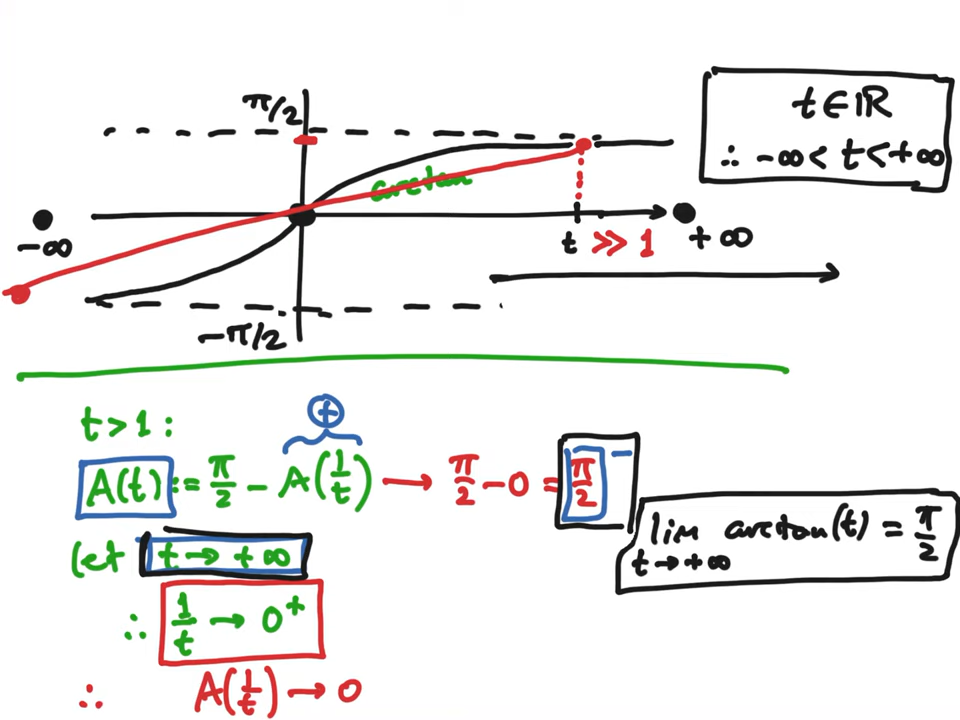 π/2
t ∈ ℝ
∴ -∞ < t < +∞
arctan
-∞
t >> 1
+∞
-π/2
t > 1 :
+
A(t) := π/2 - A(1/t) → π/2 - 0 = π/2
lim arctan(t) = π/2
t → +∞
let t → +∞
∴ 1/t → 0⁺
∴ A(1/t) → 0